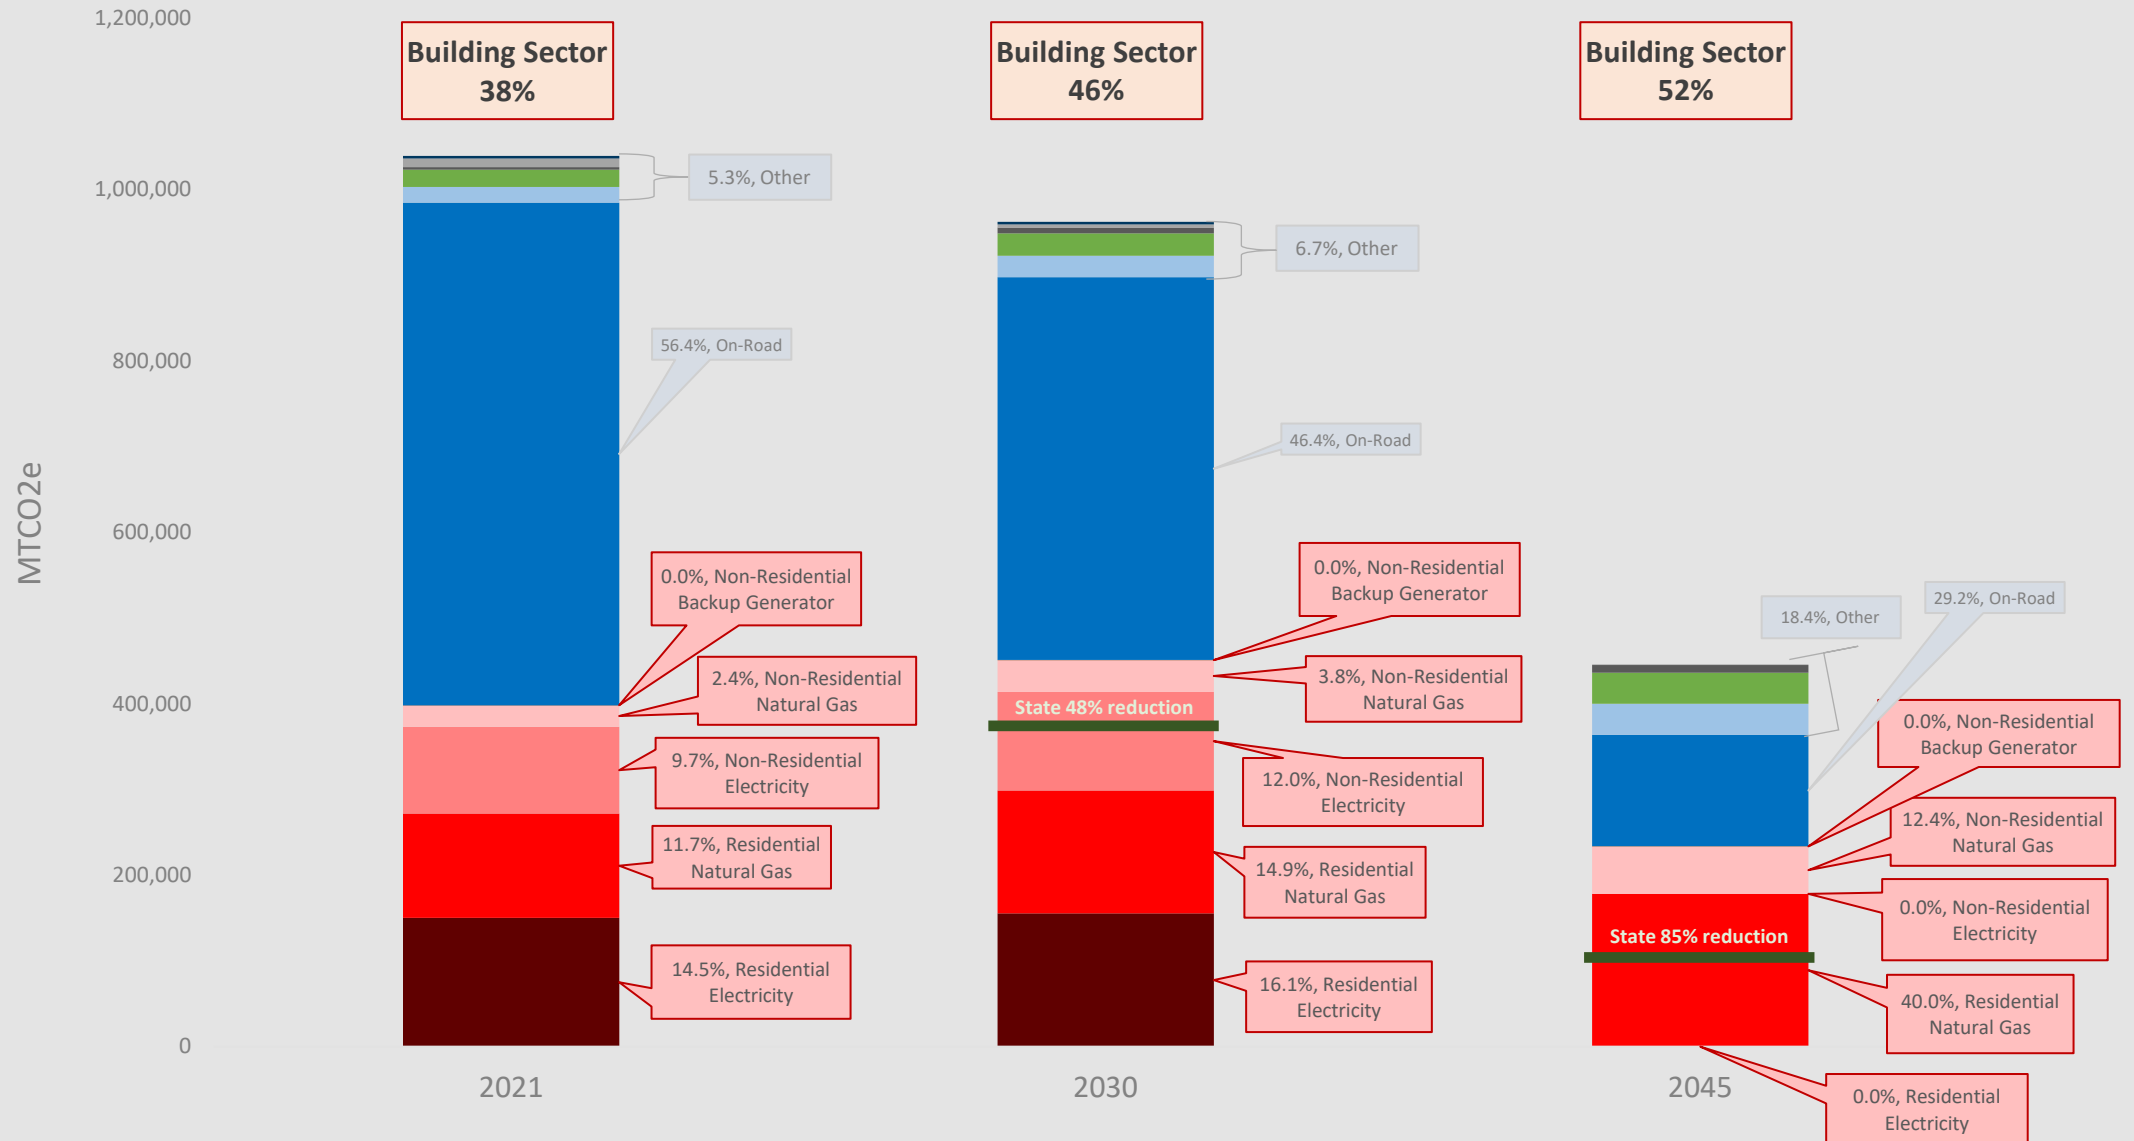 1,200,000
1,000,000
800,000
600,000
400,000
200,000
0
MTCO2e
Building Sector
38%
5.3%, Other
56.4%, On-Road
0.0%, Non-Residential
Backup Generator
2.4%, Non-Residential
Natural Gas
9.7%, Non-Residential
Electricity
11.7%, Residential
Natural Gas
14.5%, Residential
Electricity
2021
Building Sector
46%
6.7%, Other
46.4%, On-Road
0.0%, Non-Residential
Backup Generator
3.8%, Non-Residential
Natural Gas
State 48% reduction
12.0%, Non-Residential
Electricity
14.9%, Residential
Natural Gas
16.1%, Residential
Electricity
2030
Building Sector
52%
18.4%, Other
29.2%, On-Road
0.0%, Non-Residential
Backup Generator
12.4%, Non-Residential
Natural Gas
0.0%, Non-Residential
Electricity
State 85% reduction
40.0%, Residential
Natural Gas
0.0%, Residential
Electricity
2045